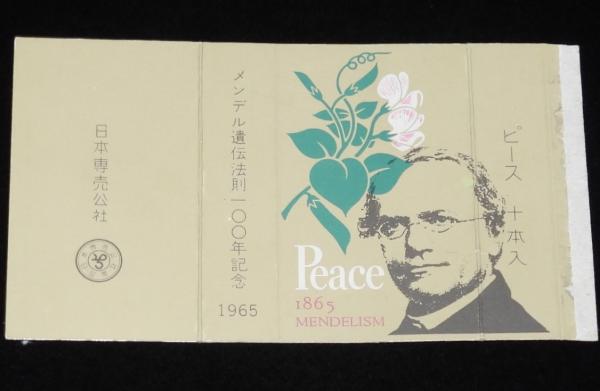 日本専売公社
メンデル遺伝法則一〇〇年記念
1965
Peace
1865
MENDELISM
ピース 十本入